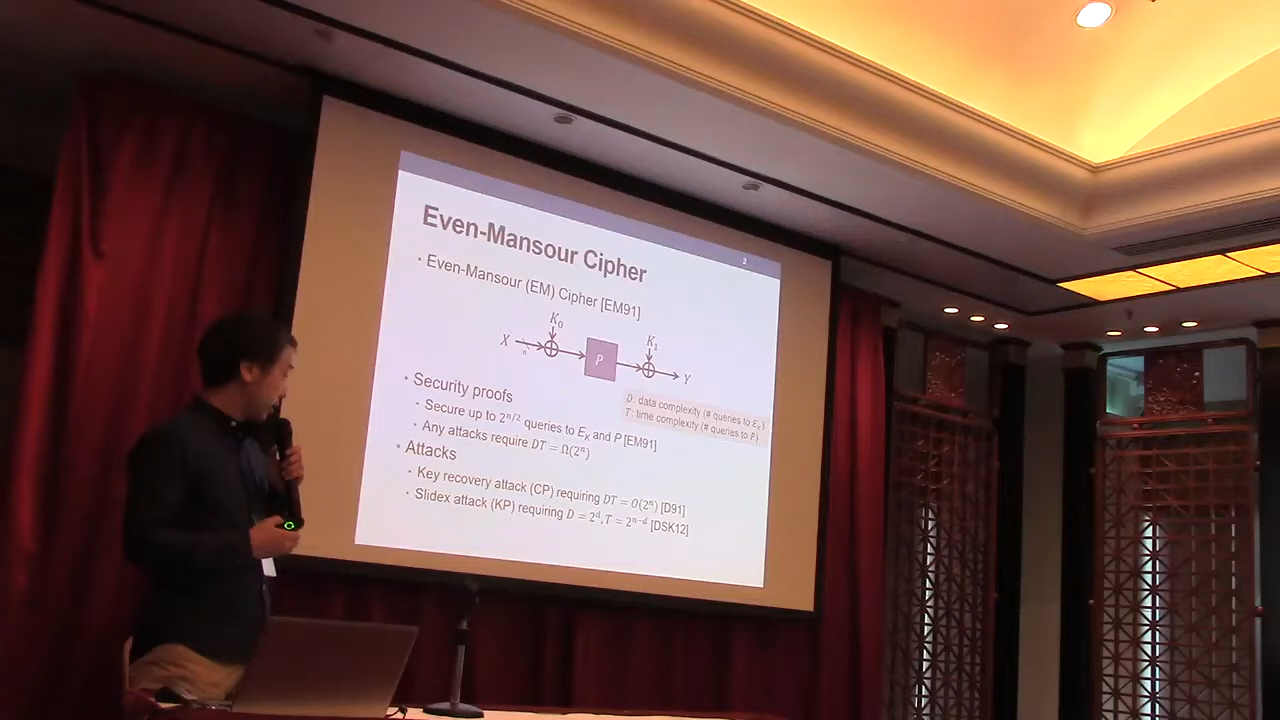 2
Even-Mansour Cipher
• Even-Mansour (EM) Cipher [EM91]
K₀
K₁
X
n
P
Y
D: data complexity (# queries to E_K)
T: time complexity (# queries to P)
• Security proofs
• Secure up to 2^{n/2} queries to E_K and P [EM91]
• Any attacks require DT = Ω(2ⁿ)
• Attacks
• Key recovery attack (CP) requiring DT = O(2ⁿ) [D91]
• Slidex attack (KP) requiring D = 2^d, T = 2^{n−d} [DSK12]